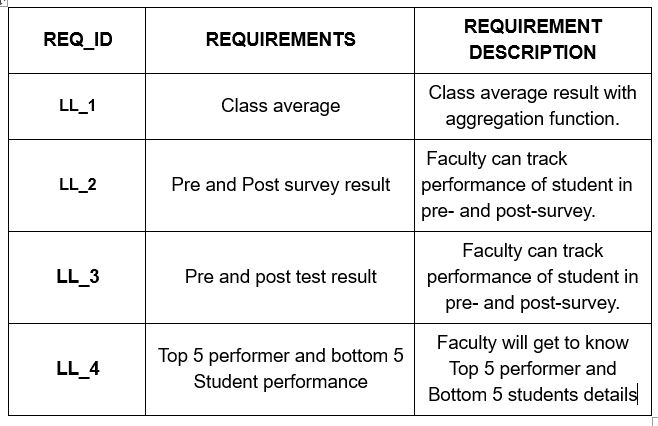 REQ_ID
REQUIREMENTS
REQUIREMENT
DESCRIPTION
LL_1
Class average
Class average result with
aggregation function.
LL_2
Pre and Post survey result
Faculty can track
performance of student in
pre- and post-survey.
LL_3
Pre and post test result
Faculty can track
performance of student in
pre- and post-survey.
LL_4
Top 5 performer and bottom 5
Student performance
Faculty will get to know
Top 5 performer and
Bottom 5 students details